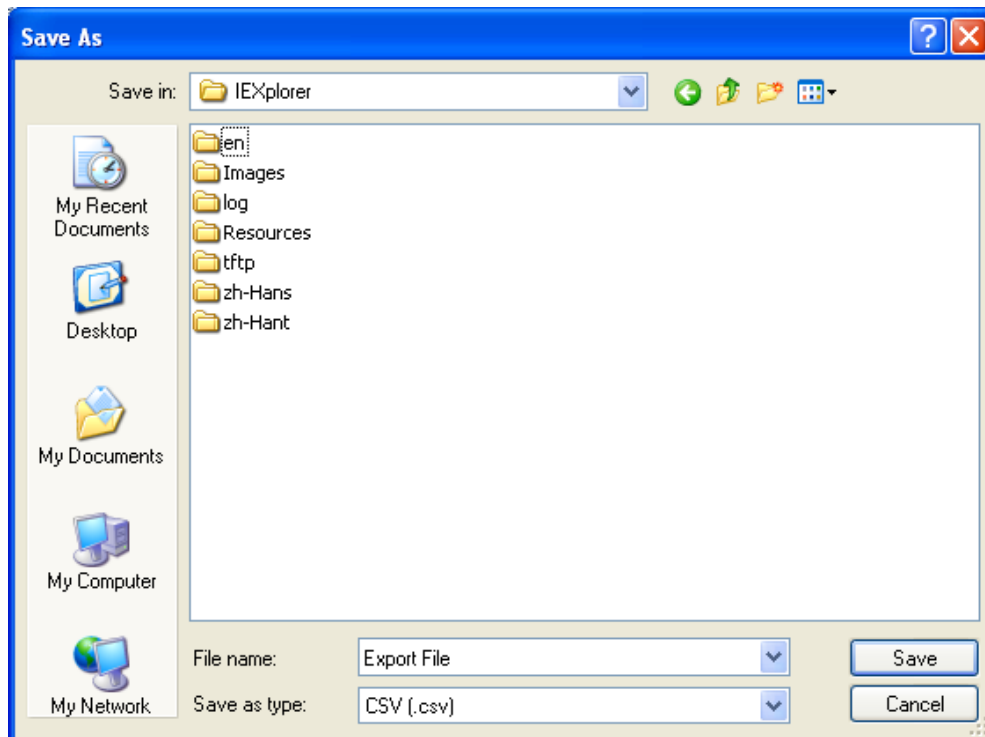 Save As
Save in:
IEXplorer
en
Images
log
Resources
tftp
zh-Hans
zh-Hant
My Recent
Documents
Desktop
My Documents
My Computer
My Network
File name:
Export File
Save
Save as type:
CSV (.csv)
Cancel